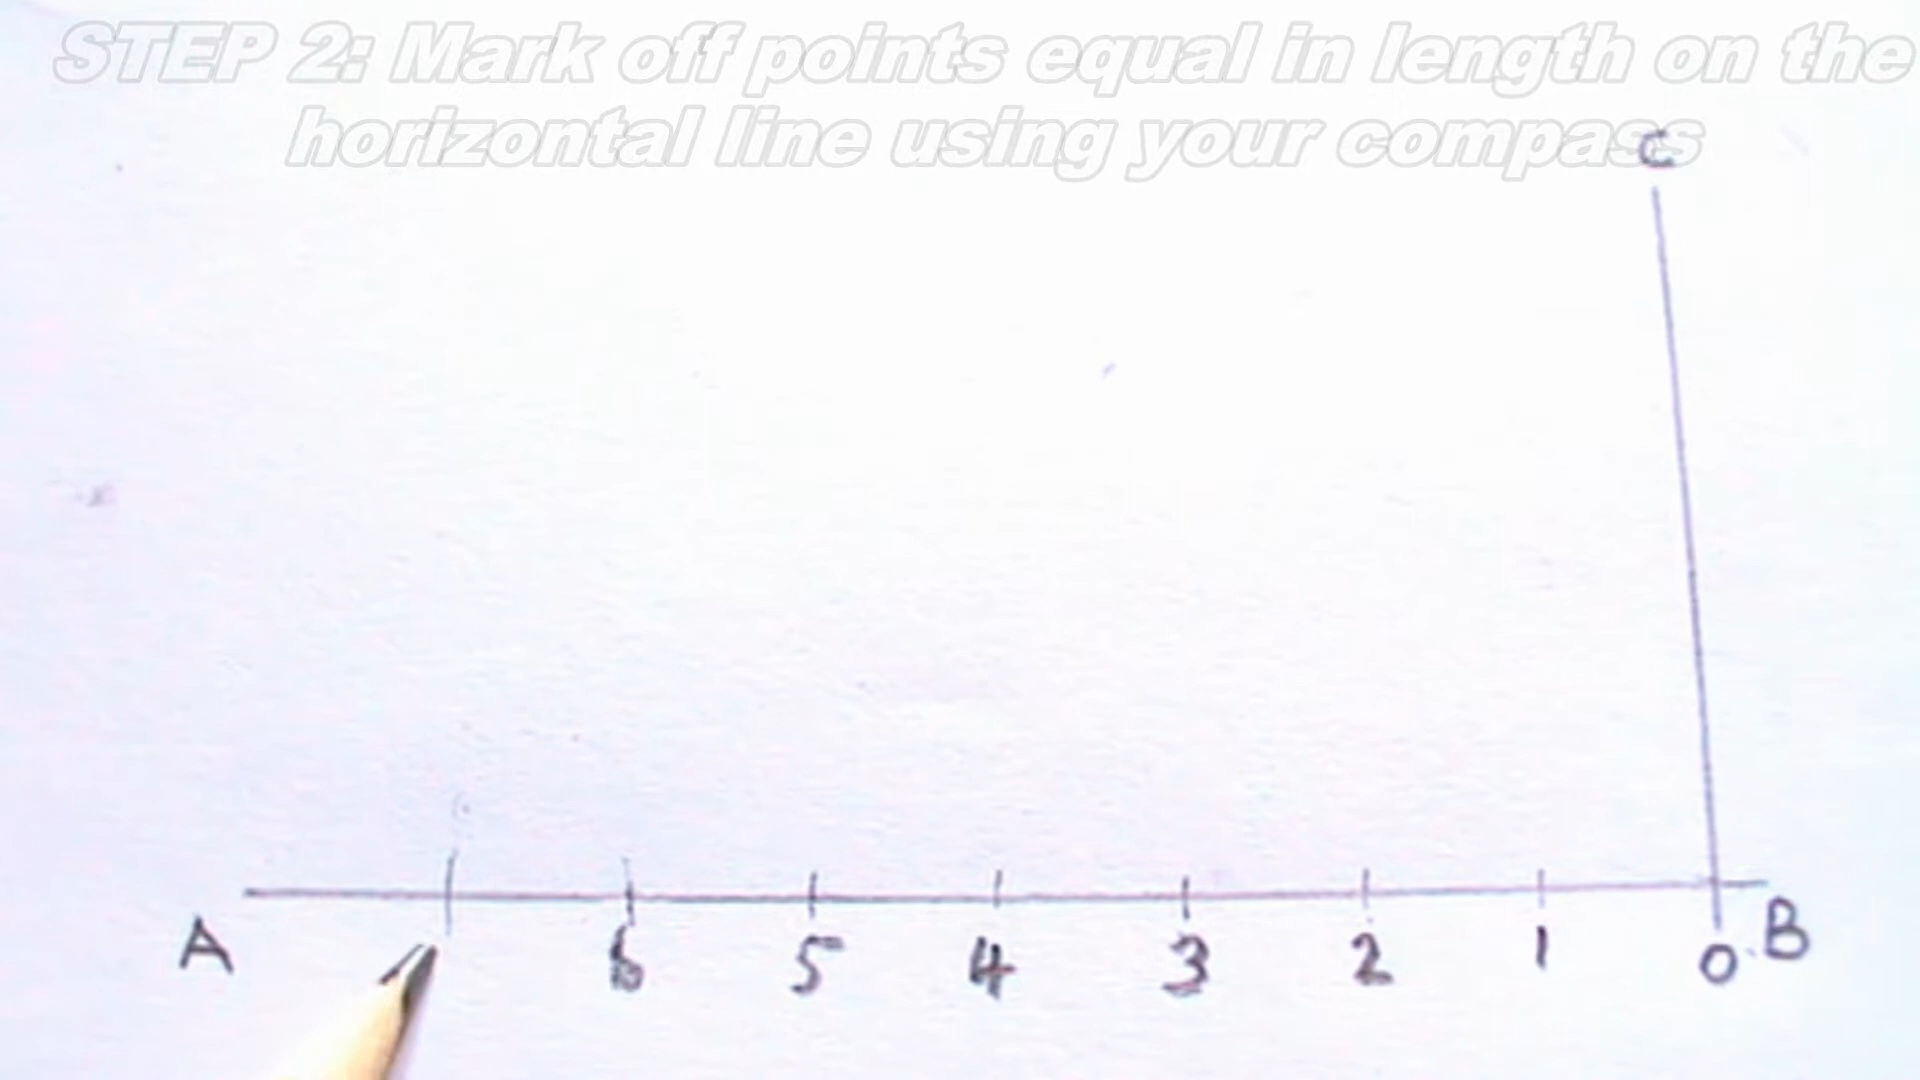 STEP 2: Mark off points equal in length on the
horizontal line using your compass
C
A 6 5 4 3 2 1 0 B